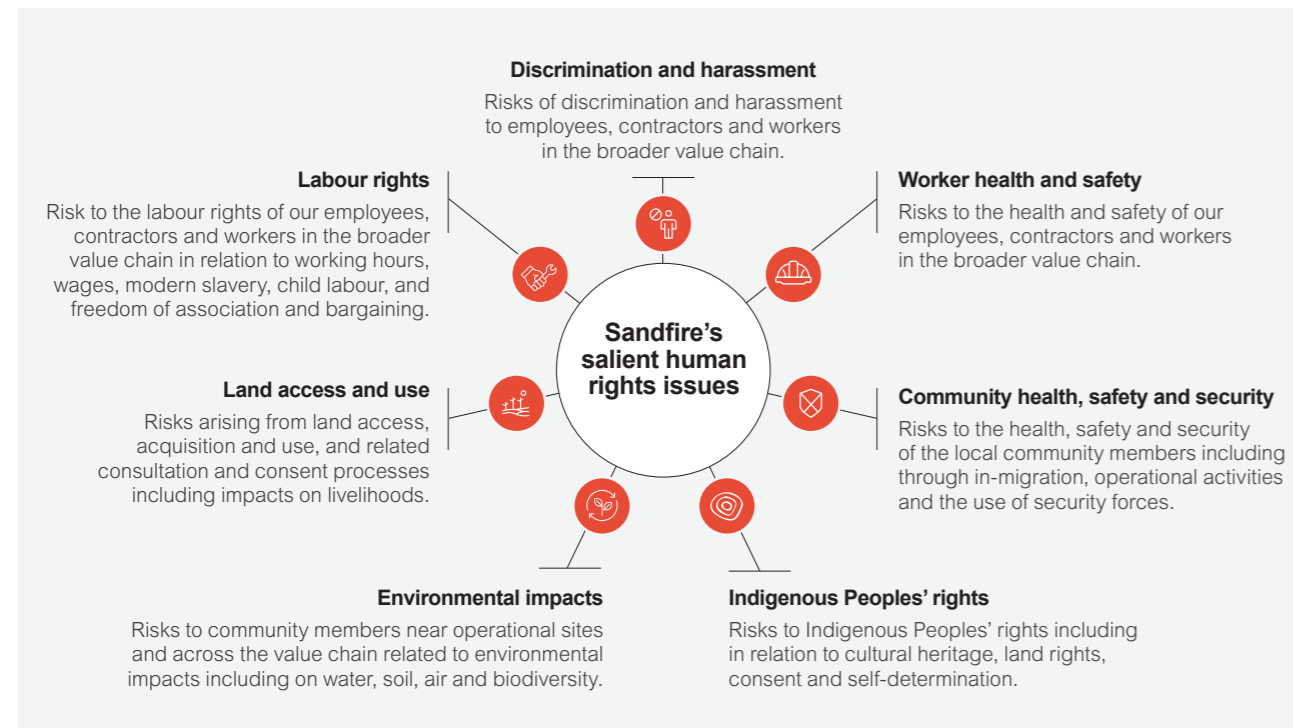 Discrimination and harassment
Risks of discrimination and harassment
to employees, contractors and workers
in the broader value chain.
Labour rights
Risk to the labour rights of our employees,
contractors and workers in the broader
value chain in relation to working hours,
wages, modern slavery, child labour, and
freedom of association and bargaining.
Worker health and safety
Risks to the health and safety of our
employees, contractors and workers
in the broader value chain.
Sandfire’s
salient human
rights issues
Land access and use
Risks arising from land access,
acquisition and use, and related
consultation and consent processes
including impacts on livelihoods.
Community health, safety and security
Risks to the health, safety and security
of the local community members including
through in-migration, operational activities
and the use of security forces.
Environmental impacts
Risks to community members near operational sites
and across the value chain related to environmental
impacts including on water, soil, air and biodiversity.
Indigenous Peoples’ rights
Risks to Indigenous Peoples’ rights including
in relation to cultural heritage, land rights,
consent and self-determination.